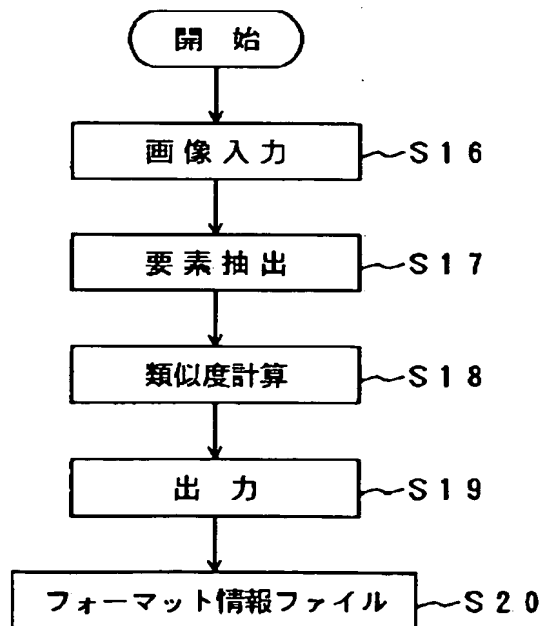 開始
画像入力 S16
要素抽出 S17
類似度計算 S18
出力 S19
フォーマット情報ファイル S20